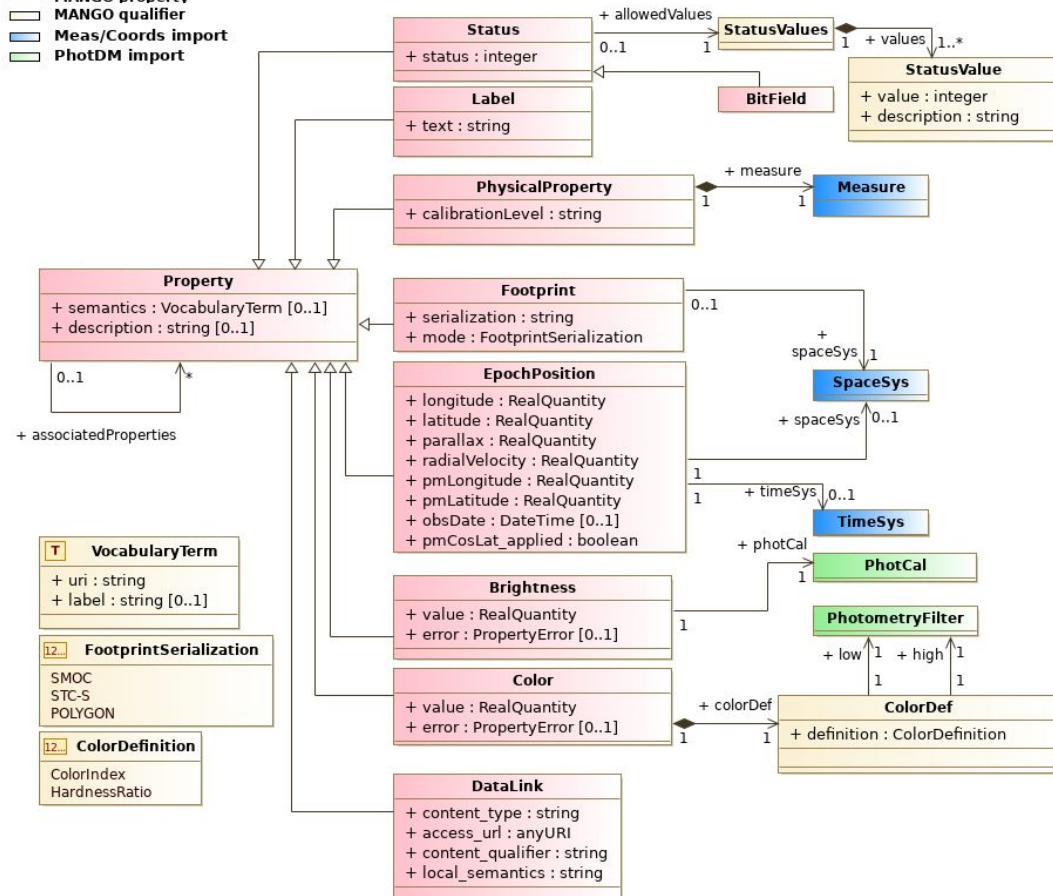 MANGO property
MANGO qualifier
Meas/Coords import
PhotDM import
Status
+ status : integer
+ allowedValues
0..1
1
StatusValues
1
+ values
1..*
StatusValue
+ value : integer
+ description : string
BitField
Label
+ text : string
PhysicalProperty
+ calibrationLevel : string
+ measure
1
1
Measure
Property
+ semantics : VocabularyTerm [0..1]
+ description : string [0..1]
0..1
*
+ associatedProperties
Footprint
+ serialization : string
+ mode : FootprintSerialization
0..1
+
spaceSys
1
SpaceSys
EpochPosition
+ longitude : RealQuantity
+ latitude : RealQuantity
+ parallax : RealQuantity
+ radialVelocity : RealQuantity
+ pmLongitude : RealQuantity
+ pmLatitude : RealQuantity
+ obsDate : DateTime [0..1]
+ pmCosLat_applied : boolean
+ spaceSys
0..1
1
1
+ timeSys
0..1
TimeSys
VocabularyTerm
T
+ uri : string
+ label : string [0..1]
12...
FootprintSerialization
SMOC
STC-S
POLYGON
12...
ColorDefinition
ColorIndex
HardnessRatio
Brightness
+ value : RealQuantity
+ error : PropertyError [0..1]
1
+ photCal
1
PhotCal
PhotometryFilter
+ low
1
+ high
1
1
1
Color
+ value : RealQuantity
+ error : PropertyError [0..1]
1
+ colorDef
1
ColorDef
+ definition : ColorDefinition
DataLink
+ content_type : string
+ access_url : anyURI
+ content_qualifier : string
+ local_semantics : string